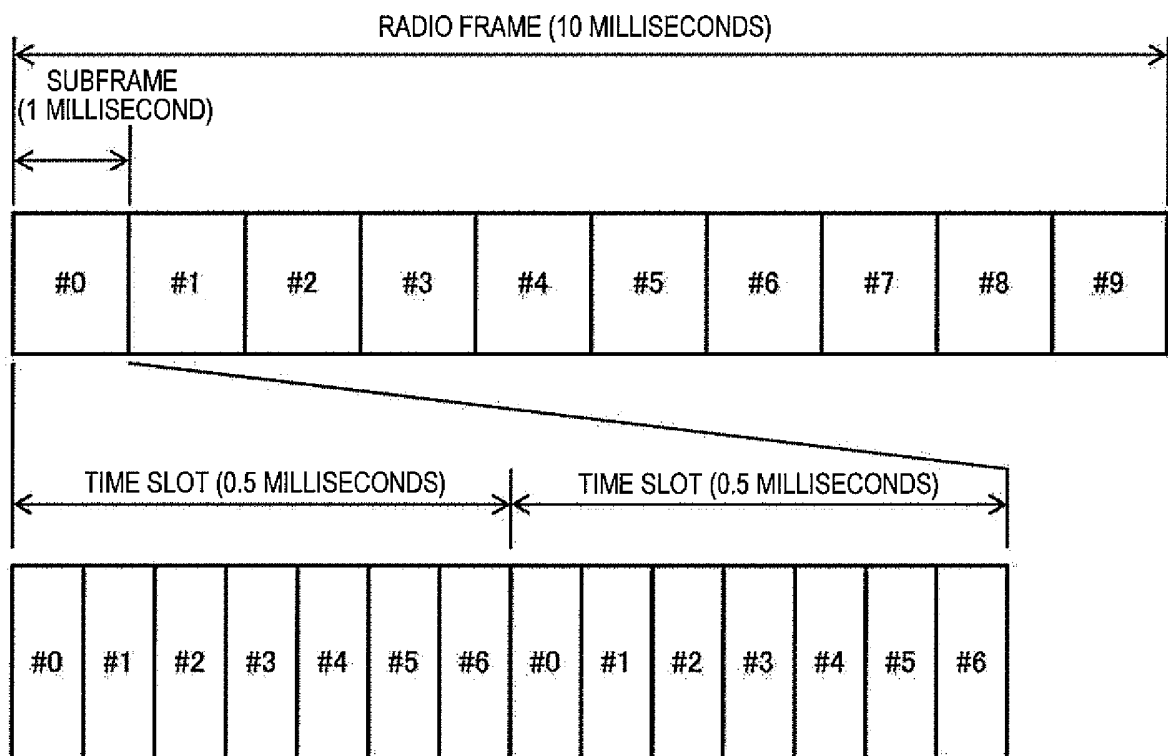 RADIO FRAME (10 MILLISECONDS)
SUBFRAME
(1 MILLISECOND)
#0 #1 #2 #3 #4 #5 #6 #7 #8 #9
TIME SLOT (0.5 MILLISECONDS) TIME SLOT (0.5 MILLISECONDS)
#0 #1 #2 #3 #4 #5 #6 #0 #1 #2 #3 #4 #5 #6